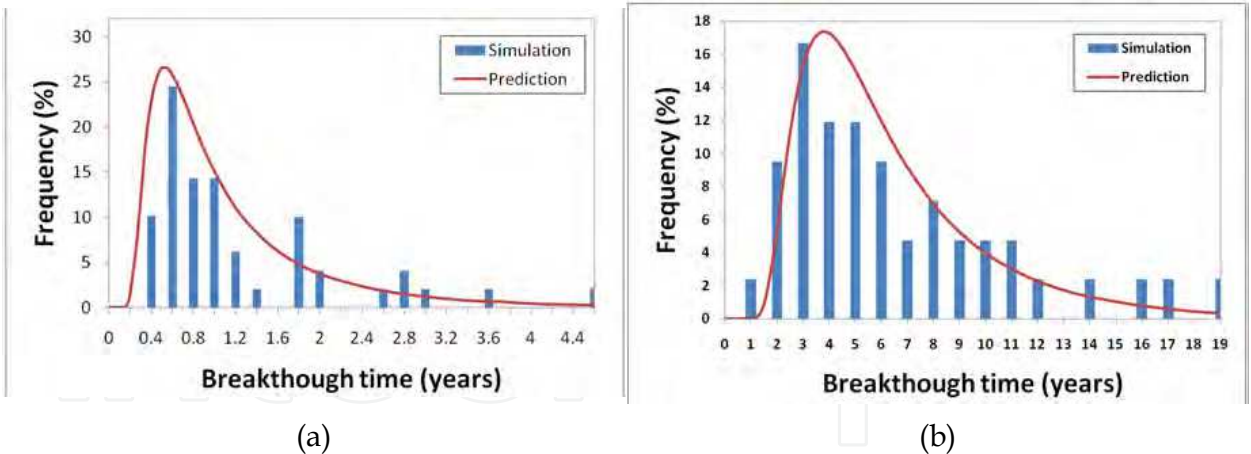 30
25
20
15
10
5
0
Frequency (%)
Simulation
Prediction
0 0.4 0.8 1.2 1.6 2 2.4 2.8 3.2 3.6 4 4.4
Breakthough time (years)
(a)
18
16
14
12
10
8
6
4
2
0
Frequency (%)
Simulation
Prediction
0 1 2 3 4 5 6 7 8 9 10 11 12 13 14 15 16 17 18 19
Breakthough time (years)
(b)